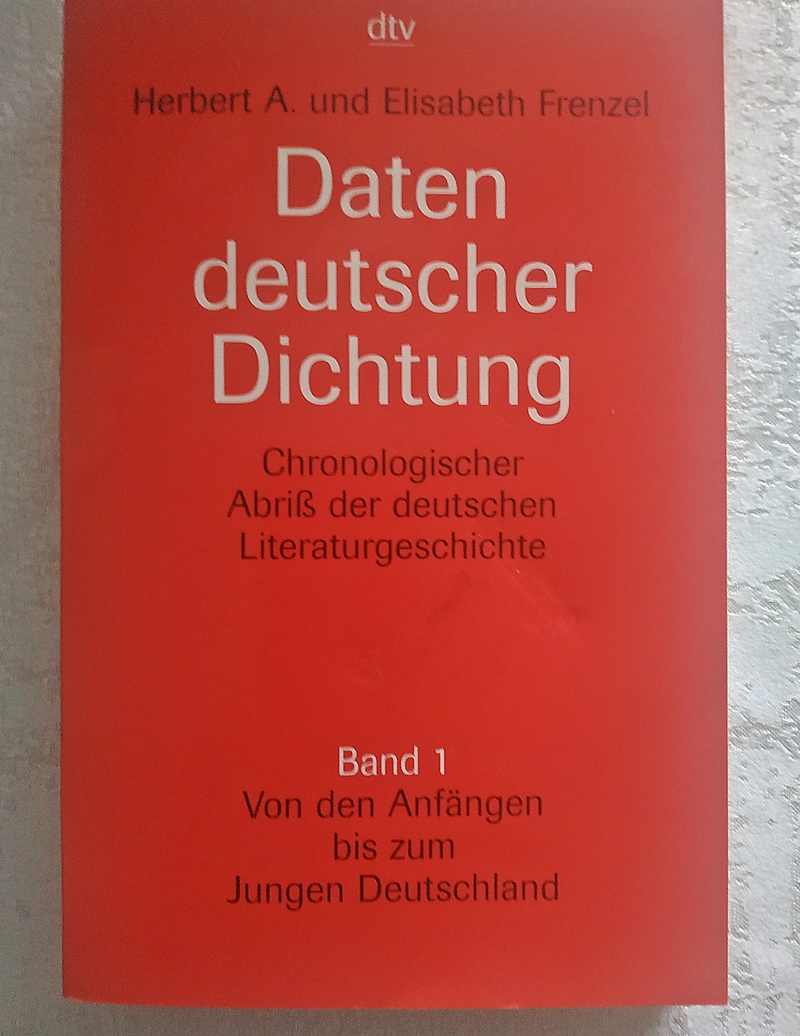 dtv
Herbert A. und Elisabeth Frenzel
Daten
deutscher
Dichtung
Chronologischer
Abriß der deutschen
Literaturgeschichte
Band 1
Von den Anfängen
bis zum
Jungen Deutschland